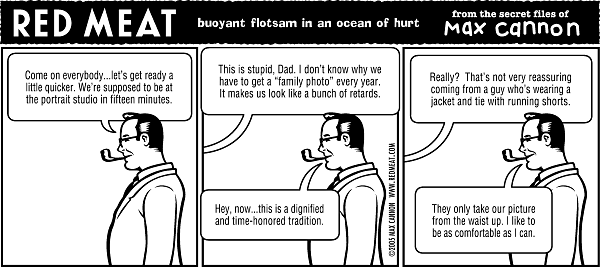 RED MEAT
buoyant flotsam in an ocean of hurt
from the secret files of
Max cannon
Come on everybody...let's get ready a
little quicker. We're supposed to be
at the portrait studio in fifteen minutes.
This is stupid, Dad. I don't know why we
have to get a "family photo" every year.
It makes us look like a bunch of retards.
Hey, now...this is a dignified
and time-honored tradition.
©2005 MAX CANNON WWW.REDMEAT.COM
Really? That's not very reassuring
coming from a guy who's wearing a
jacket and tie with running shorts.
They only take our picture
from the waist up. I like to
be as comfortable as I can.